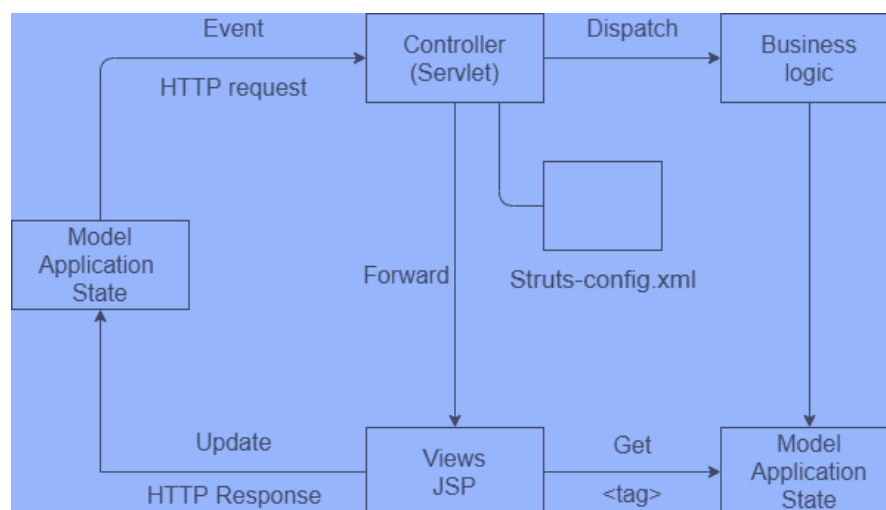 Event
HTTP request
Controller
(Servlet)
Dispatch
Business
logic
Model
Application
State
Forward
Struts-config.xml
Update
HTTP Response
Views
JSP
Get
<tag>
Model
Application
State